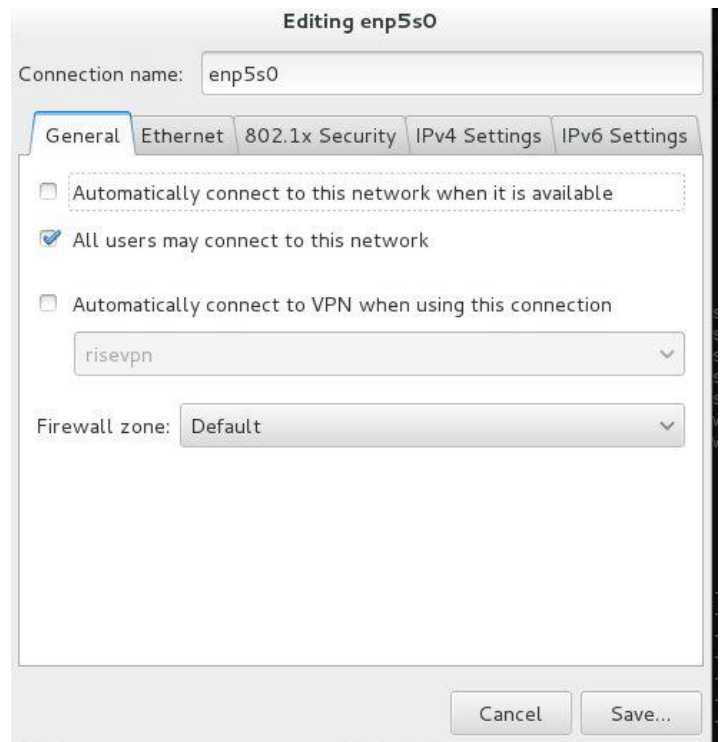 Editing enp5s0
Connection name: enp5s0
General Ethernet 802.1x Security IPv4 Settings IPv6 Settings
Automatically connect to this network when it is available
All users may connect to this network
Automatically connect to VPN when using this connection
risevpn
Firewall zone: Default
Cancel Save...